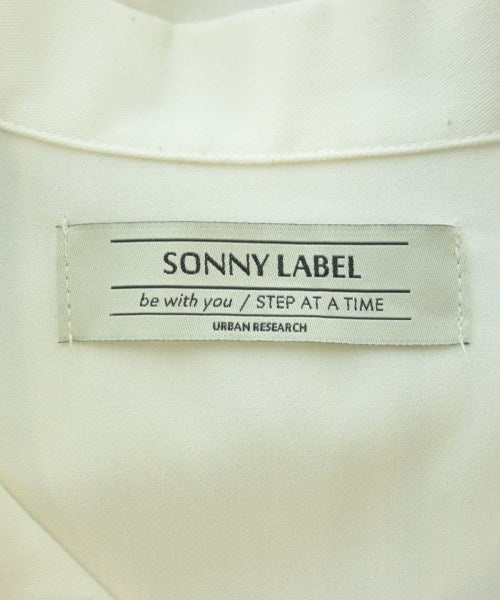 SONNY LABEL
be with you / STEP AT A TIME
URBAN RESEARCH